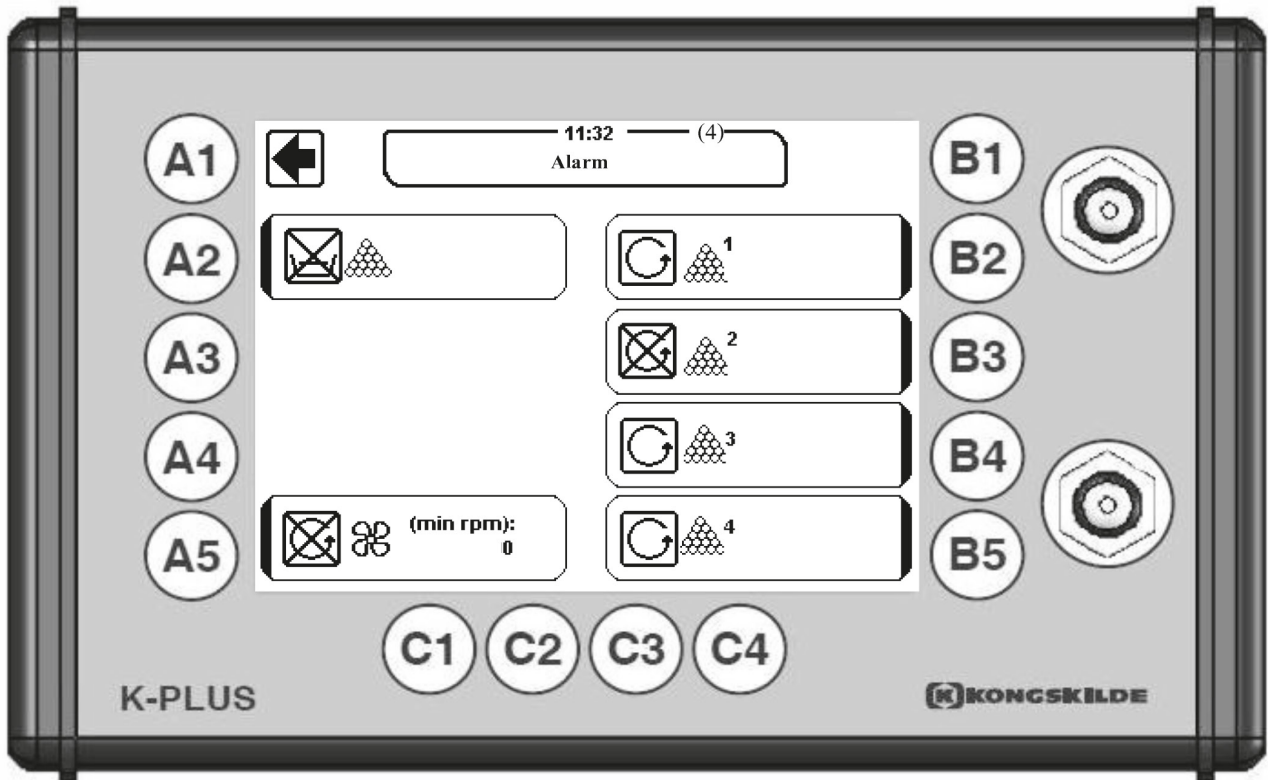 11:32 (4)
Alarm
A1
B1
A2
1
B2
A3
2
B3
A4
3
B4
A5
(min rpm):
0
4
B5
C1 C2 C3 C4
K-PLUS
KONGSKILDE